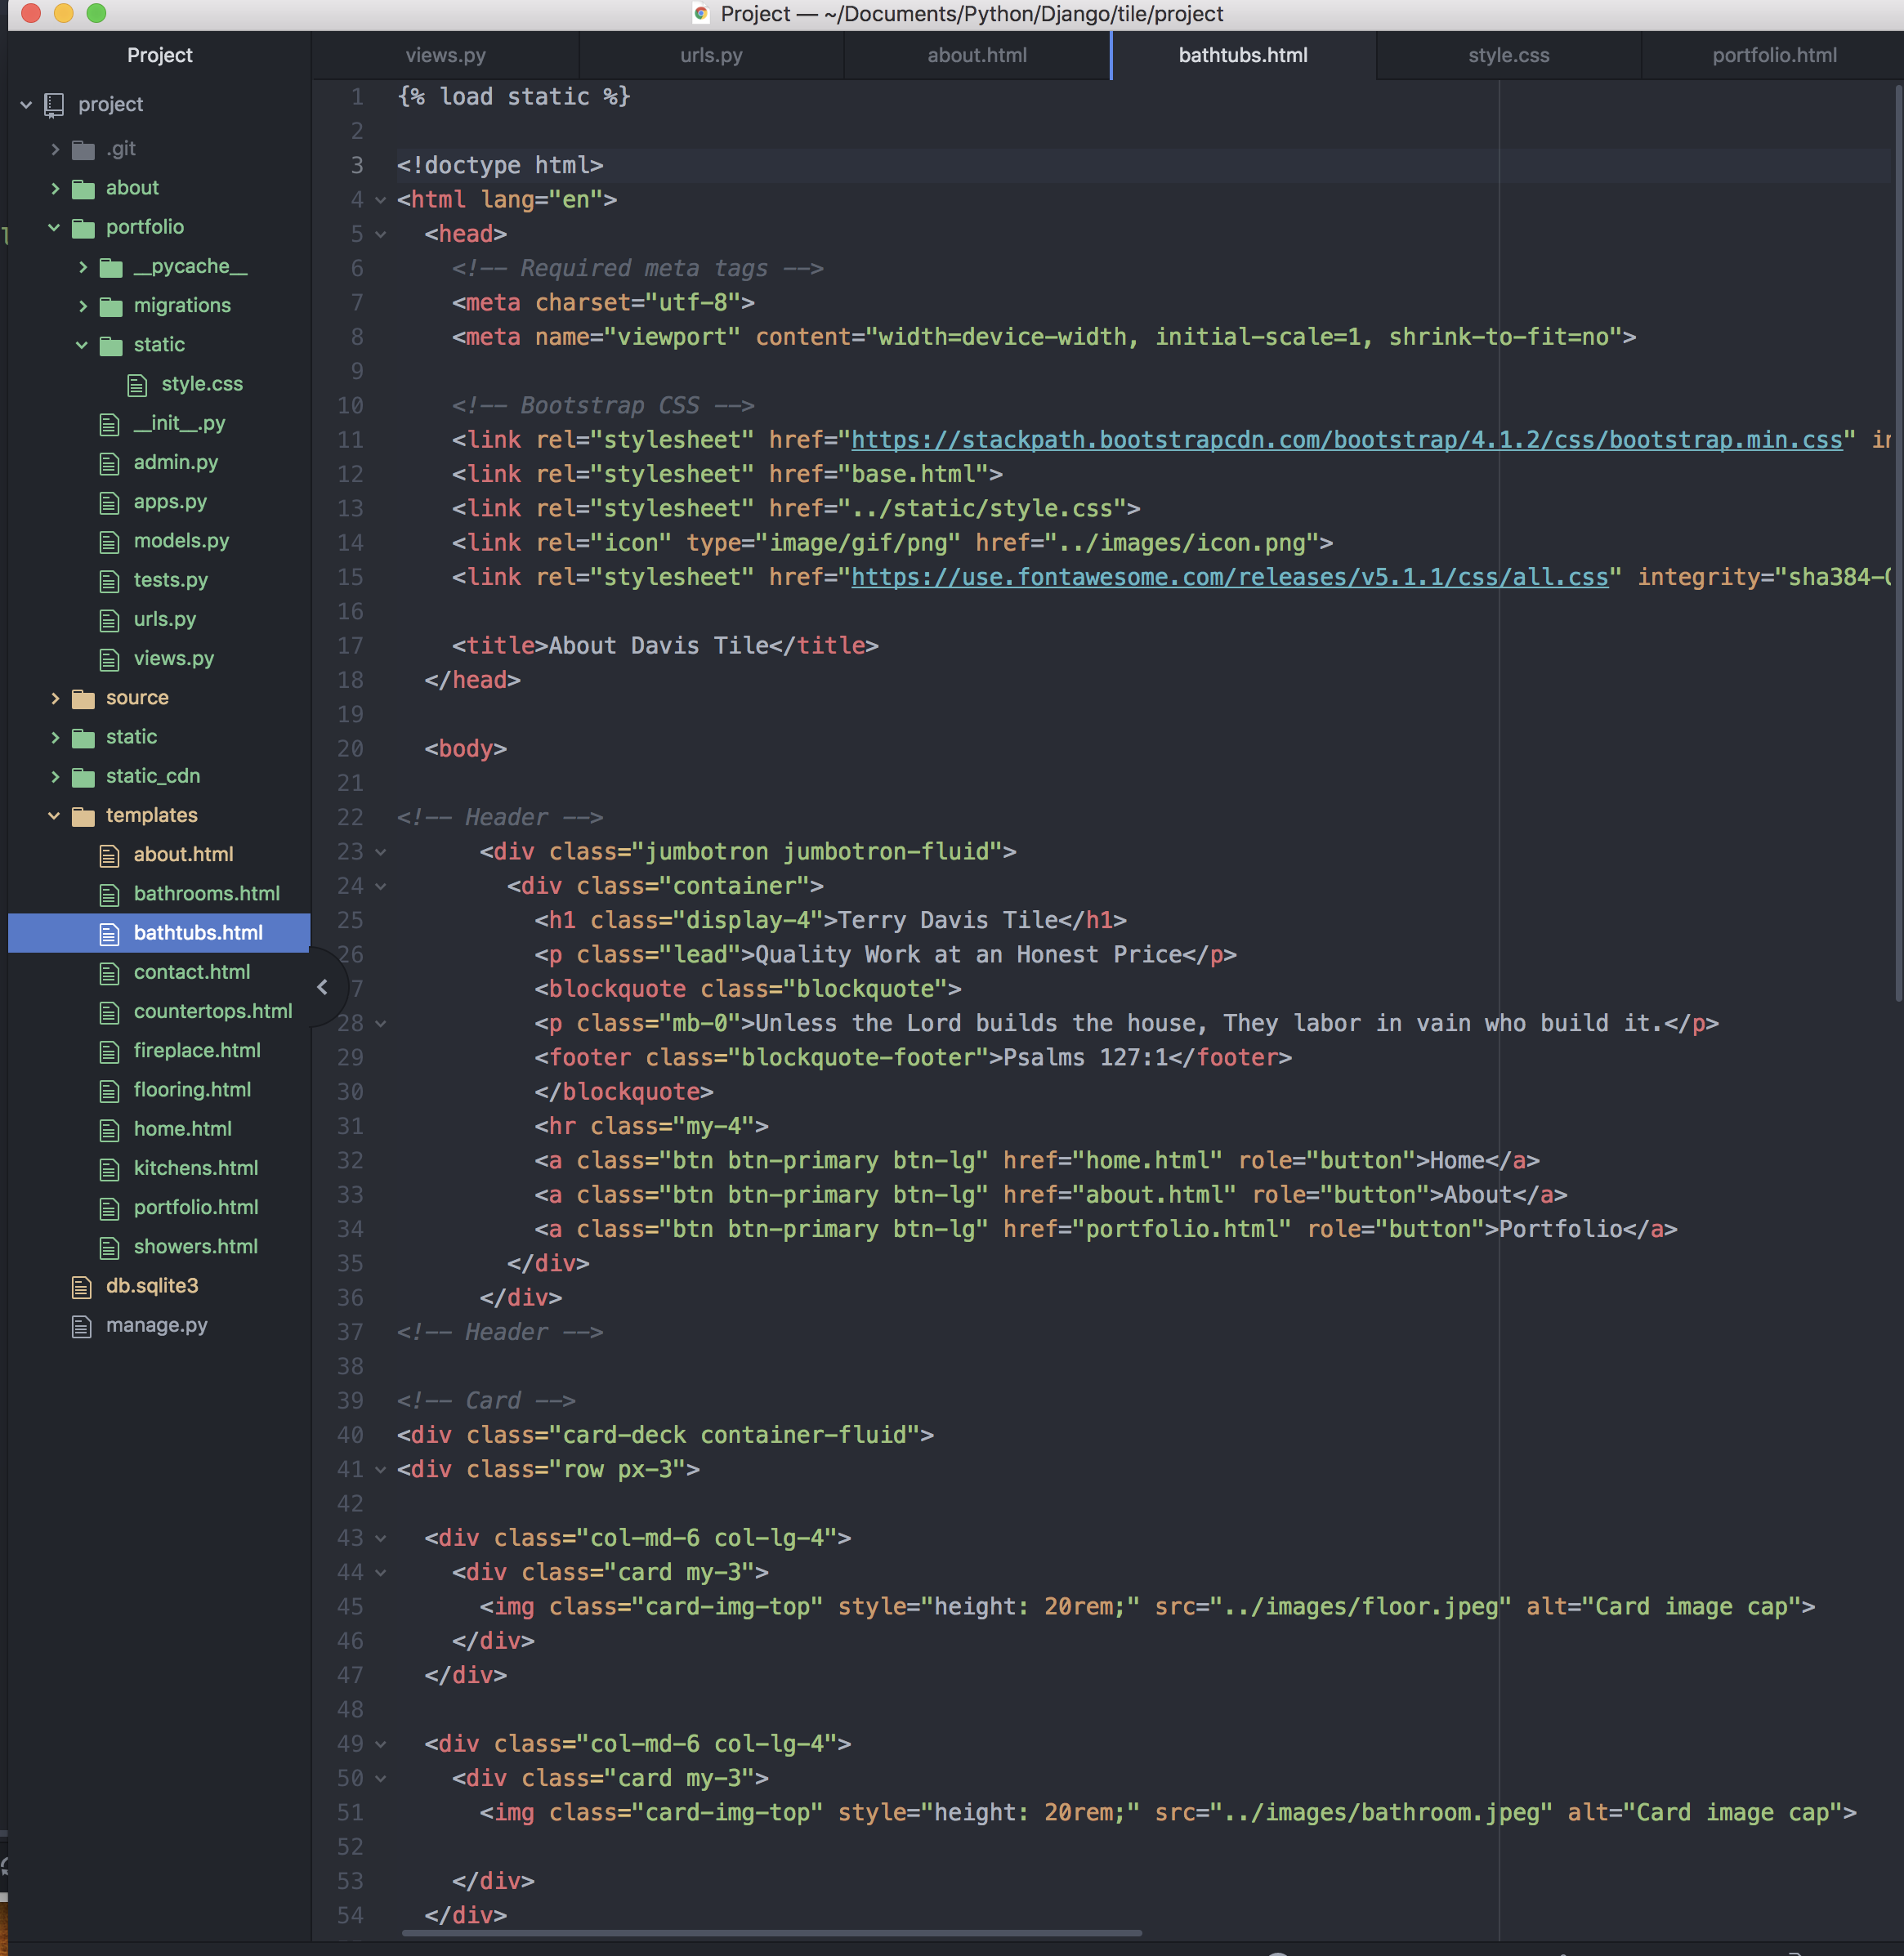 Project — ~/Documents/Python/Django/tile/project
Project
views.py
urls.py
about.html
bathtubs.html
style.css
portfolio.html
project
.git
about
portfolio
__pycache__
migrations
static
style.css
__init__.py
admin.py
apps.py
models.py
tests.py
urls.py
views.py
source
static
static_cdn
templates
about.html
bathrooms.html
bathtubs.html
contact.html
countertops.html
fireplace.html
flooring.html
home.html
kitchens.html
portfolio.html
showers.html
db.sqlite3
manage.py
1 {% load static %}
2
3 <!doctype html>
4 <html lang="en">
5 <head>
6 <!-- Required meta tags -->
7 <meta charset="utf-8">
8 <meta name="viewport" content="width=device-width, initial-scale=1, shrink-to-fit=no">
9
10 <!-- Bootstrap CSS -->
11 <link rel="stylesheet" href="https://stackpath.bootstrapcdn.com/bootstrap/4.1.2/css/bootstrap.min.css"
12 <link rel="stylesheet" href="base.html">
13 <link rel="stylesheet" href="../static/style.css">
14 <link rel="icon" type="image/gif/png" href="../images/icon.png">
15 <link rel="stylesheet" href="https://use.fontawesome.com/releases/v5.1.1/css/all.css" integrity="sha384-
16
17 <title>About Davis Tile</title>
18 </head>
19
20 <body>
21
22 <!-- Header -->
23 <div class="jumbotron jumbotron-fluid">
24 <div class="container">
25 <h1 class="display-4">Terry Davis Tile</h1>
26 <p class="lead">Quality Work at an Honest Price</p>
7 <blockquote class="blockquote">
28 <p class="mb-0">Unless the Lord builds the house, They labor in vain who build it.</p>
29 <footer class="blockquote-footer">Psalms 127:1</footer>
30 </blockquote>
31 <hr class="my-4">
32 <a class="btn btn-primary btn-lg" href="home.html" role="button">Home</a>
33 <a class="btn btn-primary btn-lg" href="about.html" role="button">About</a>
34 <a class="btn btn-primary btn-lg" href="portfolio.html" role="button">Portfolio</a>
35 </div>
36 </div>
37 <!-- Header -->
38
39 <!-- Card -->
40 <div class="card-deck container-fluid">
41 <div class="row px-3">
42
43 <div class="col-md-6 col-lg-4">
44 <div class="card my-3">
45 <img class="card-img-top" style="height: 20rem;" src="../images/floor.jpeg" alt="Card image cap">
46 </div>
47 </div>
48
49 <div class="col-md-6 col-lg-4">
50 <div class="card my-3">
51 <img class="card-img-top" style="height: 20rem;" src="../images/bathroom.jpeg" alt="Card image cap">
52
53 </div>
54 </div>